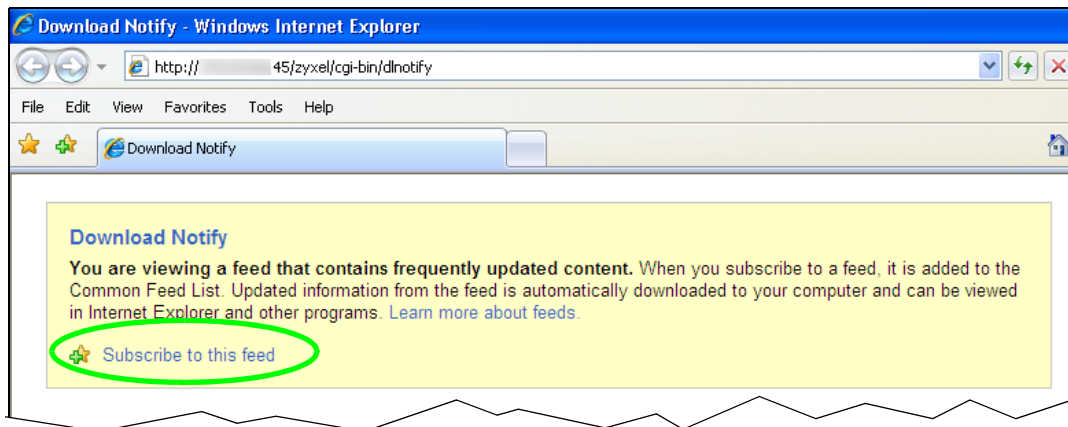 Download Notify - Windows Internet Explorer
http:// 45/zyxel/cgi-bin/dlnotify
File Edit View Favorites Tools Help
Download Notify
Download Notify
You are viewing a feed that contains frequently updated content. When you subscribe to a feed, it is added to the
Common Feed List. Updated information from the feed is automatically downloaded to your computer and can be viewed
in Internet Explorer and other programs. Learn more about feeds.
Subscribe to this feed